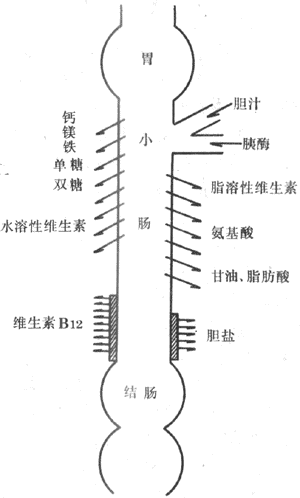 胃
胆汁
钙
镁
铁
小
胰酶
单糖
双糖
脂溶性维生素
水溶性维生素
肠
氨基酸
甘油、脂肪酸
维生素B12
胆盐
结肠